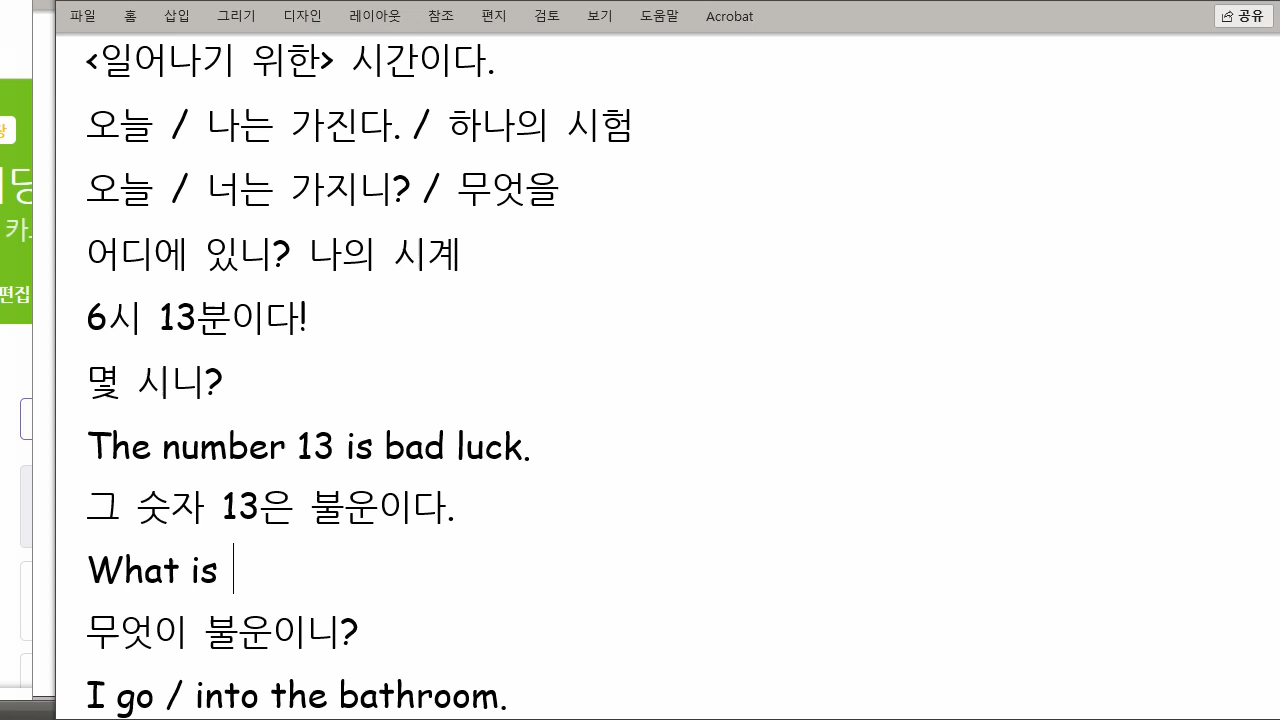 파일 홈 삽입 그리기 디자인 레이아웃 참조 편지 검토 보기 도움말 Acrobat 공유
<일어나기 위한> 시간이다.
오늘 / 나는 가진다. / 하나의 시험
오늘 / 너는 가지니? / 무엇을
어디에 있니? 나의 시계
6시 13분이다!
몇 시니?
The number 13 is bad luck.
그 숫자 13은 불운이다.
What is
무엇이 불운이니?
I go / into the bathroom.
카
편집